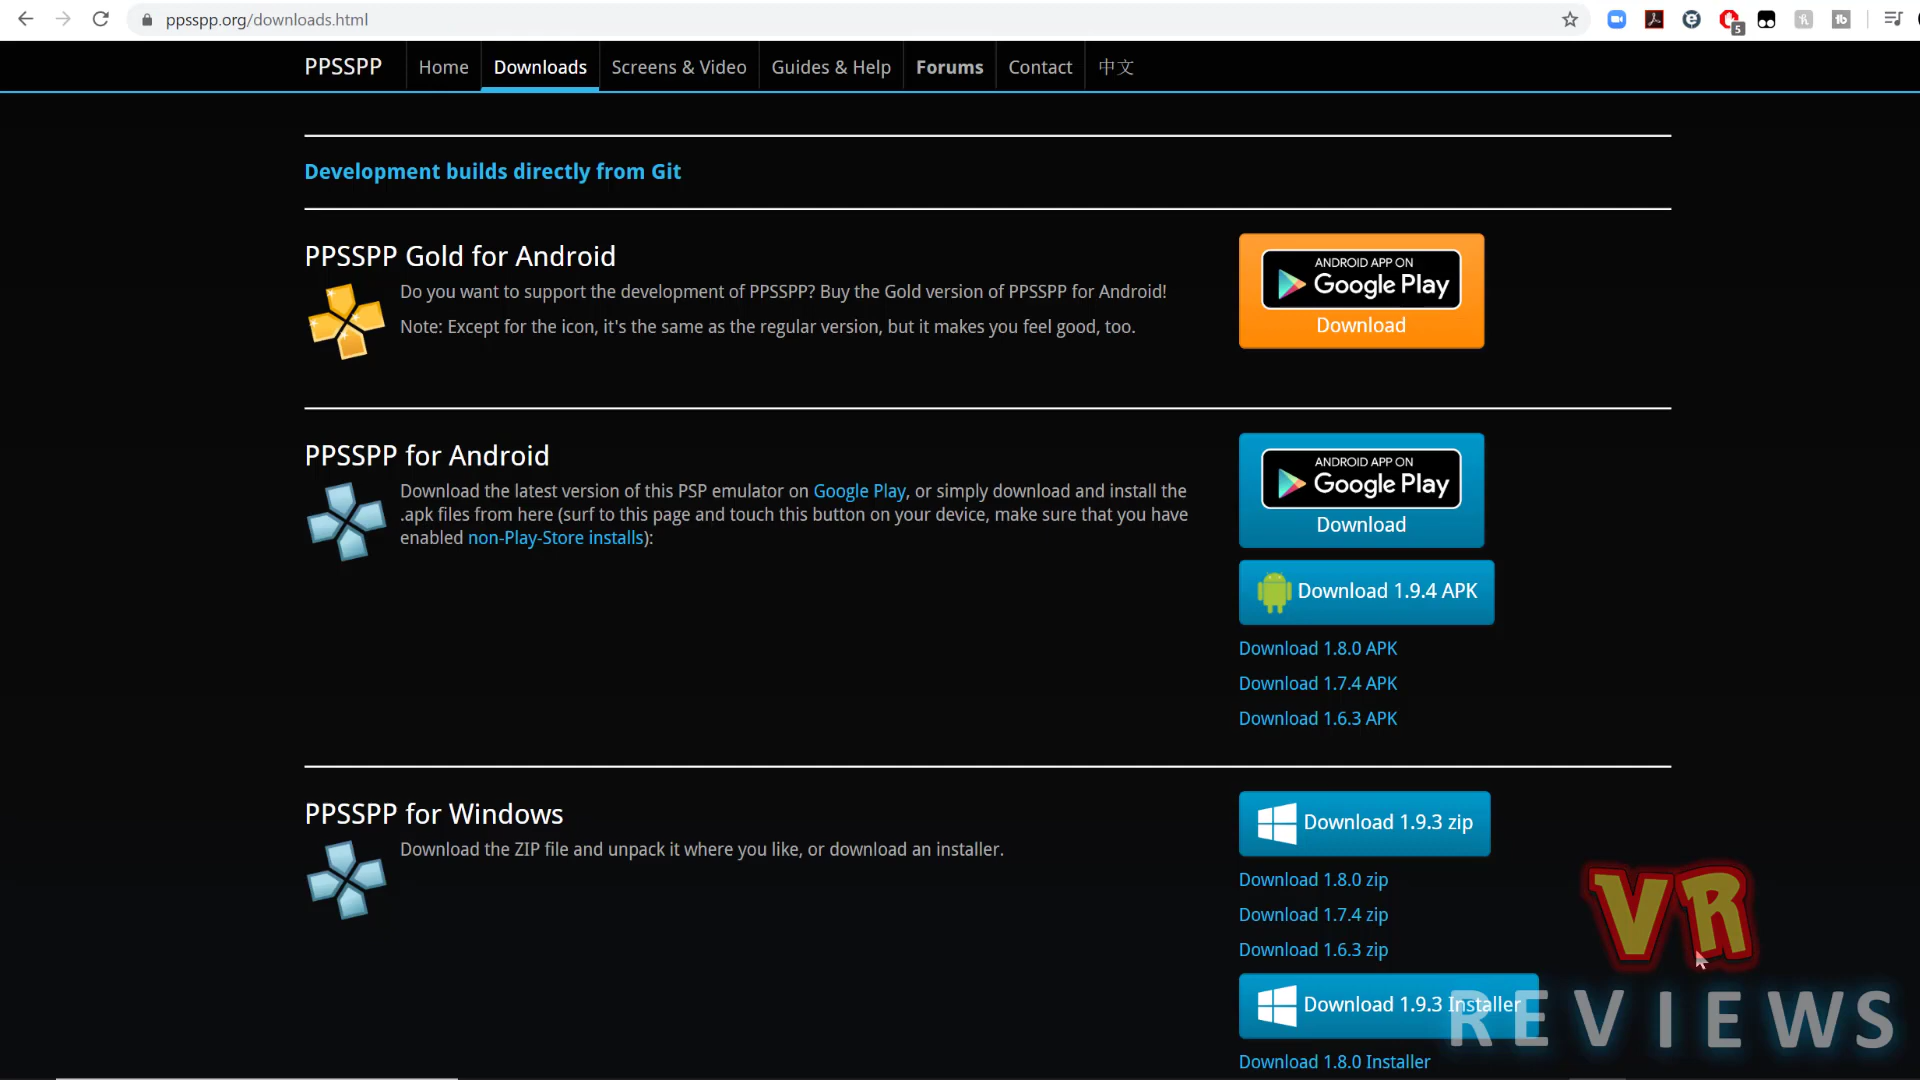 ppsspp.org/downloads.html
5
PPSSPP Home Downloads Screens & Video Guides & Help Forums Contact 中文
Development builds directly from Git
PPSSPP Gold for Android
Do you want to support the development of PPSSPP? Buy the Gold version of PPSSPP for Android!
Note: Except for the icon, it's the same as the regular version, but it makes you feel good, too.
ANDROID APP ON
Google Play
Download
PPSSPP for Android
Download the latest version of this PSP emulator on Google Play, or simply download and install the
.apk files from here (surf to this page and touch this button on your device, make sure that you have
enabled non-Play-Store installs):
ANDROID APP ON
Google Play
Download
Download 1.9.4 APK
Download 1.8.0 APK
Download 1.7.4 APK
Download 1.6.3 APK
PPSSPP for Windows
Download the ZIP file and unpack it where you like, or download an installer.
Download 1.9.3 zip
Download 1.8.0 zip
Download 1.7.4 zip
Download 1.6.3 zip
Download 1.9.3 Installer
Download 1.8.0 Installer
VR
REVIEWS